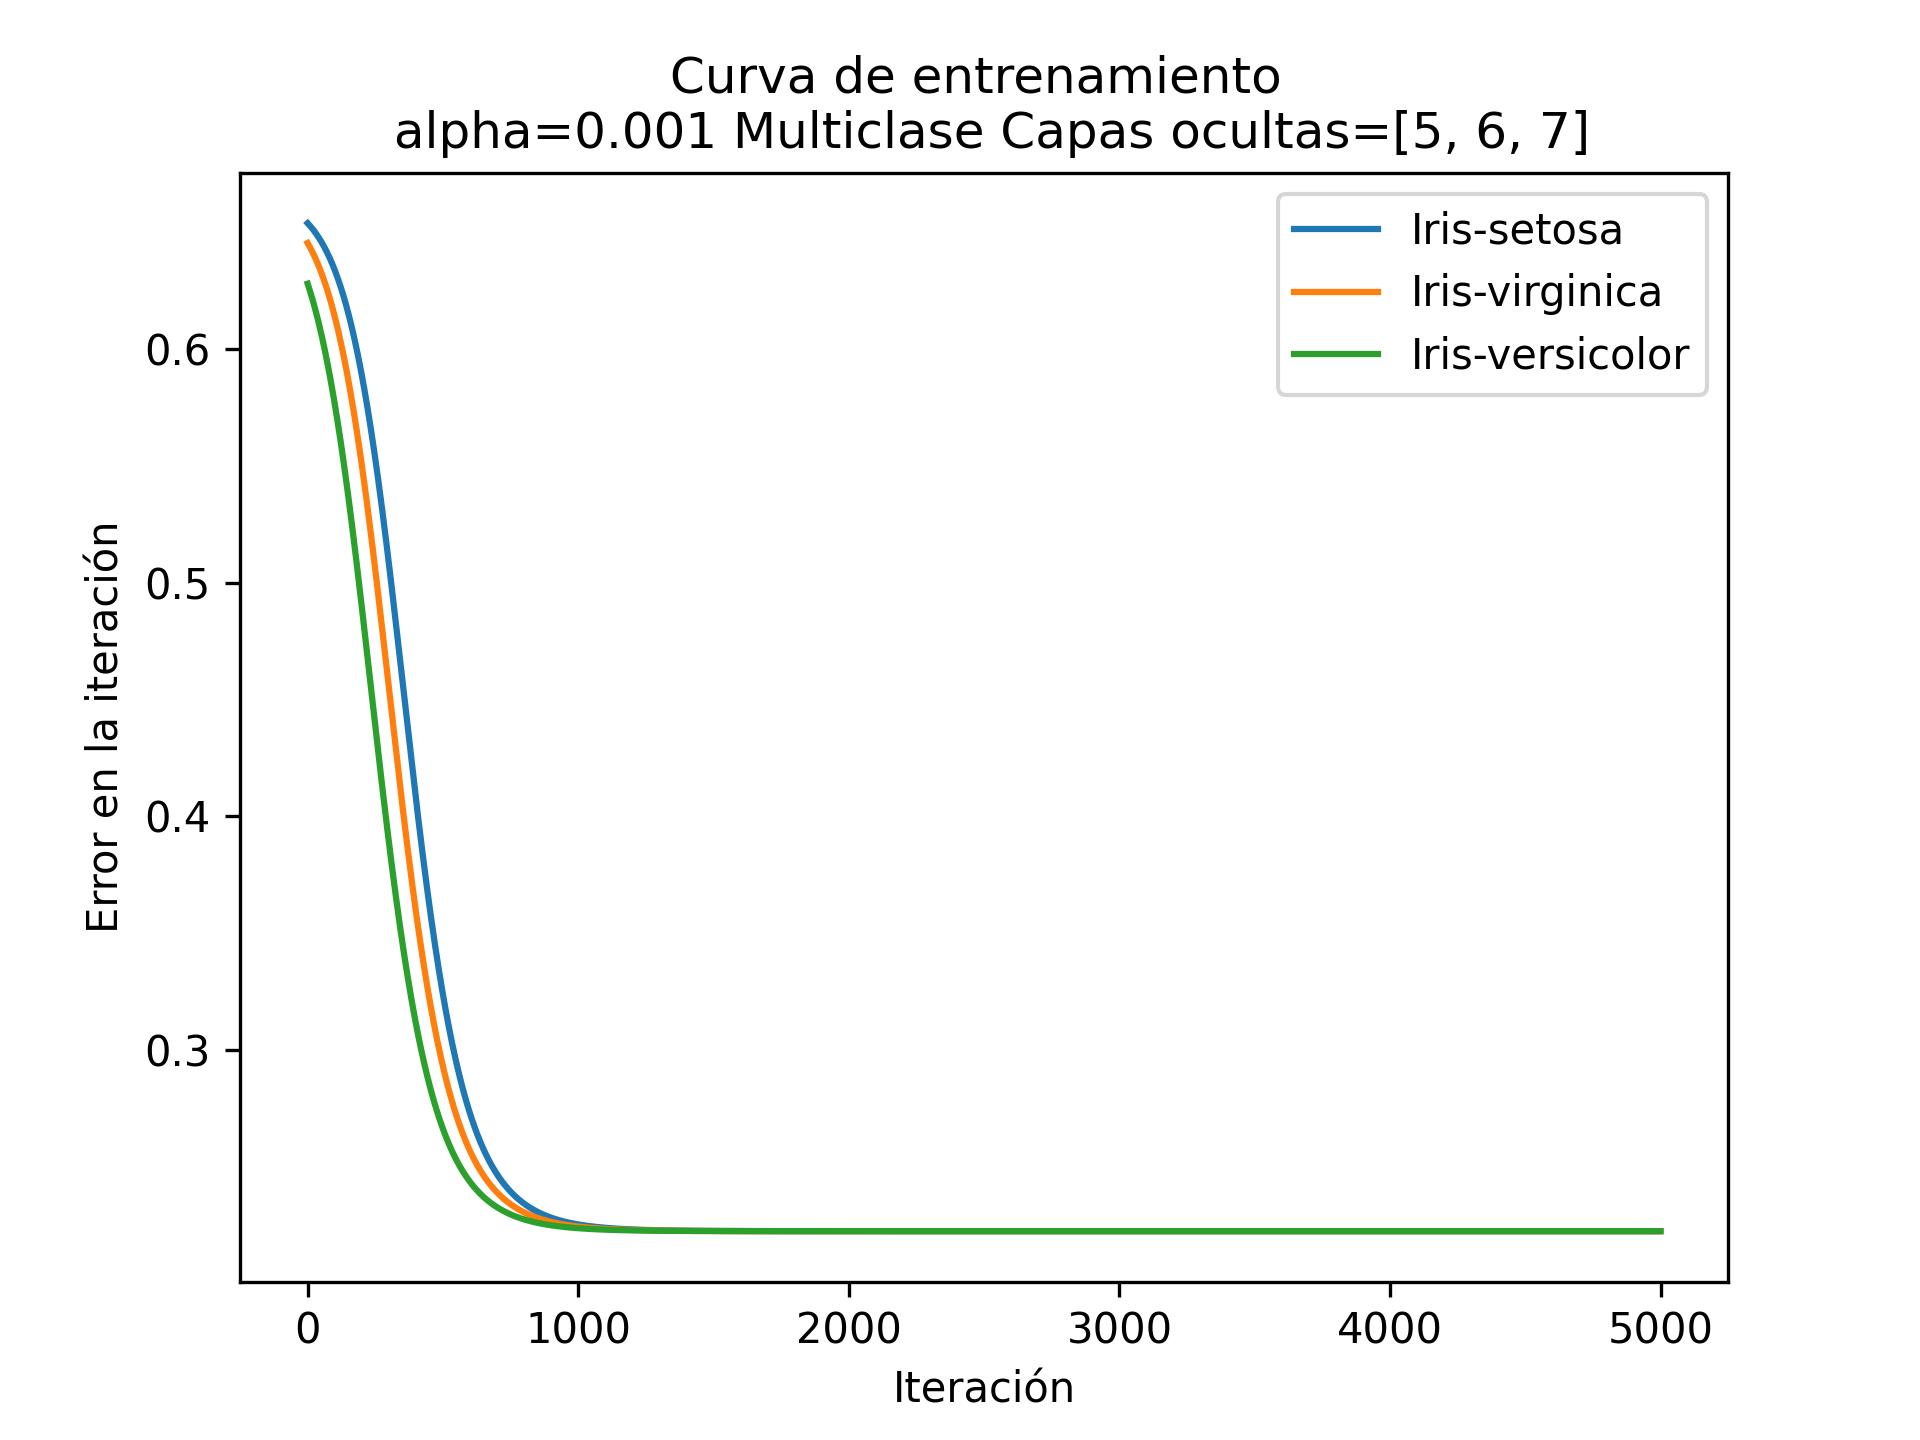 Curva de entrenamiento
alpha=0.001 Multiclase Capas ocultas=[5, 6, 7]
Iris-setosa
Iris-virginica
Iris-versicolor
Error en la iteración
0.6
0.5
0.4
0.3
0 1000 2000 3000 4000 5000
Iteración